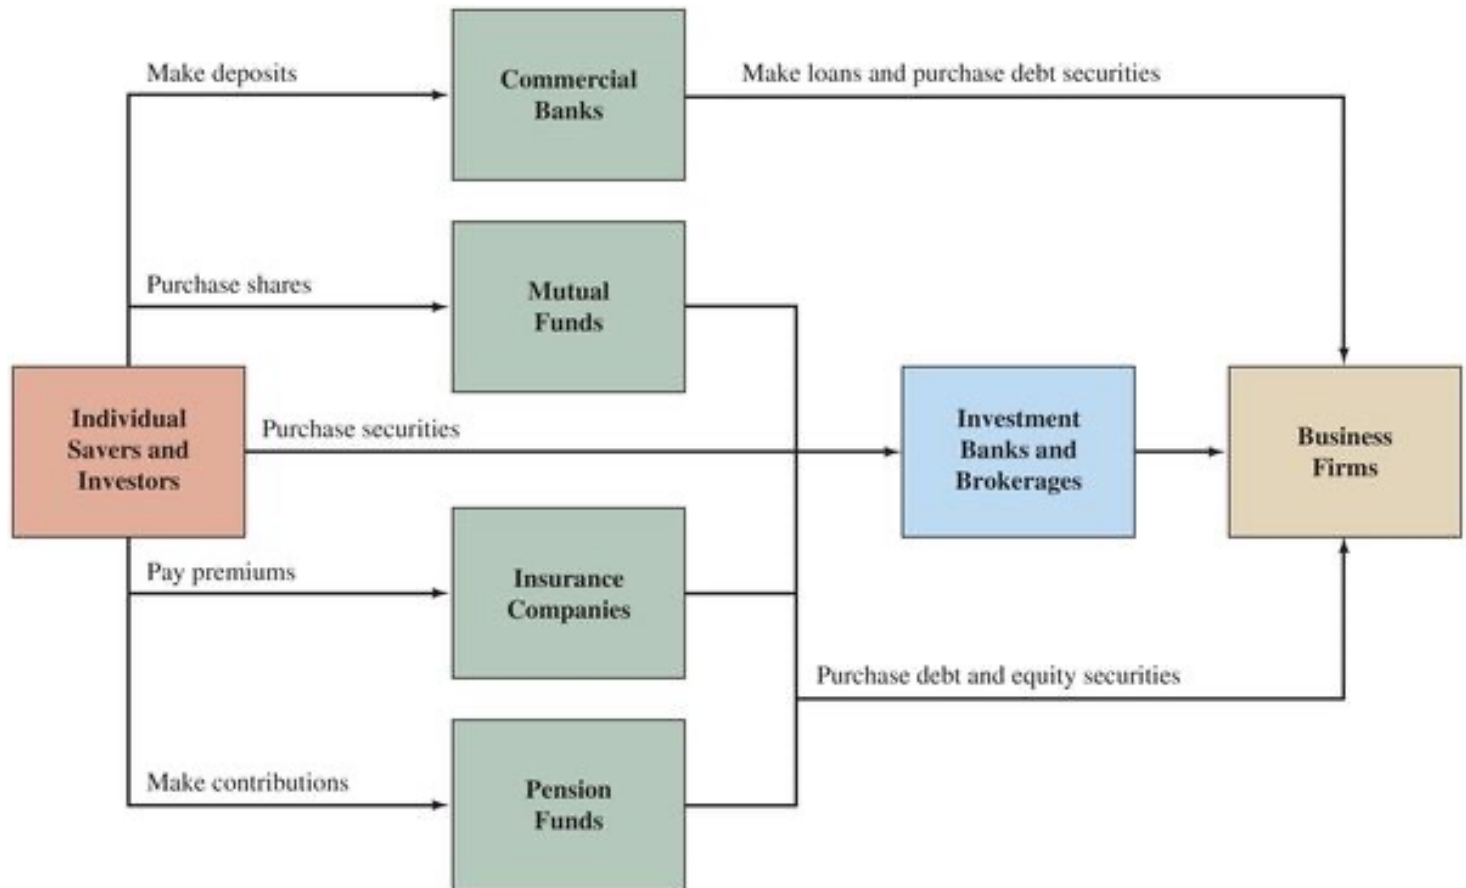 Make deposits
Commercial
Banks
Make loans and purchase debt securities
Purchase shares
Mutual
Funds
Individual
Savers and
Investors
Purchase securities
Investment
Banks and
Brokerages
Business
Firms
Pay premiums
Insurance
Companies
Purchase debt and equity securities
Make contributions
Pension
Funds